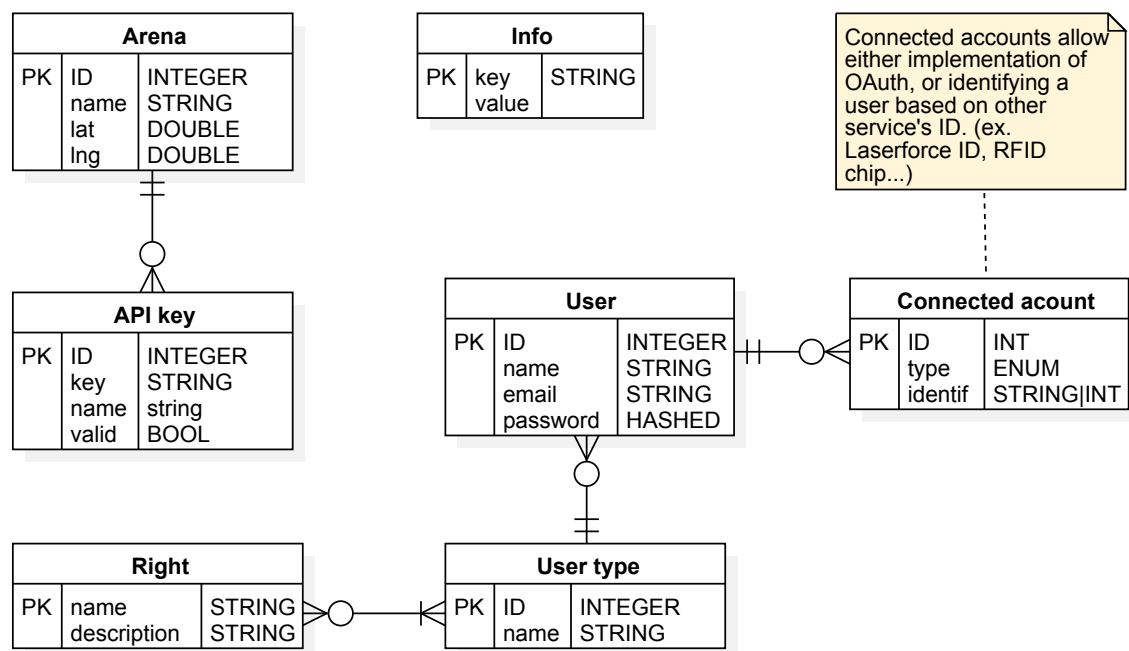 Arena
PK ID INTEGER
name STRING
lat DOUBLE
lng DOUBLE
Info
PK key STRING
value
Connected accounts allow
either implementation of
OAuth, or identifying a
user based on other
service's ID. (ex.
Laserforce ID, RFID
chip...)
API key
PK ID INTEGER
key STRING
name string
valid BOOL
User
PK ID INTEGER
name STRING
email STRING
password HASHED
Connected acount
PK ID INT
type ENUM
identif STRING|INT
Right
PK name STRING
description STRING
User type
PK ID INTEGER
name STRING